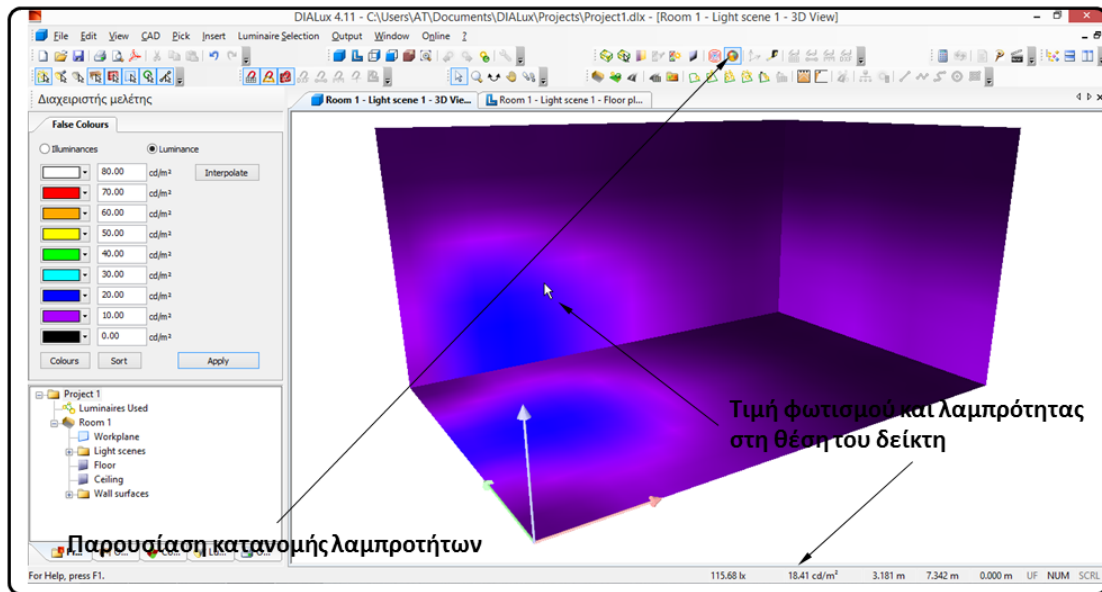 DIALux 4.11 - C:\Users\AT\Documents\DIALux\Projects\Project1.dlx - [Room 1 - Light scene 1 - 3D View]
File Edit View CAD Pick Insert Luminaire Selection Output Window Online ?
Διαχειριστής μελέτης
Room 1 - Light scene 1 - 3D Vie... Room 1 - Light scene 1 - Floor pl...
False Colours
Illuminances Luminance
80.00 cd/m² Interpolate
70.00 cd/m²
60.00 cd/m²
50.00 cd/m²
40.00 cd/m²
30.00 cd/m²
20.00 cd/m²
10.00 cd/m²
0.00 cd/m²
Colours Sort Apply
Project 1
Luminaires Used
Room 1
Workplane
Light scenes
Floor
Ceiling
Wall surfaces
Τιμή φωτισμού και λαμπρότητας
στη θέση του δείκτη
Παρουσίαση κατανομής λαμπροτήτων
For Help, press F1. 115.68 lx 18.41 cd/m² 3.181 m 7.342 m 0.000 m UF NUM SCRL